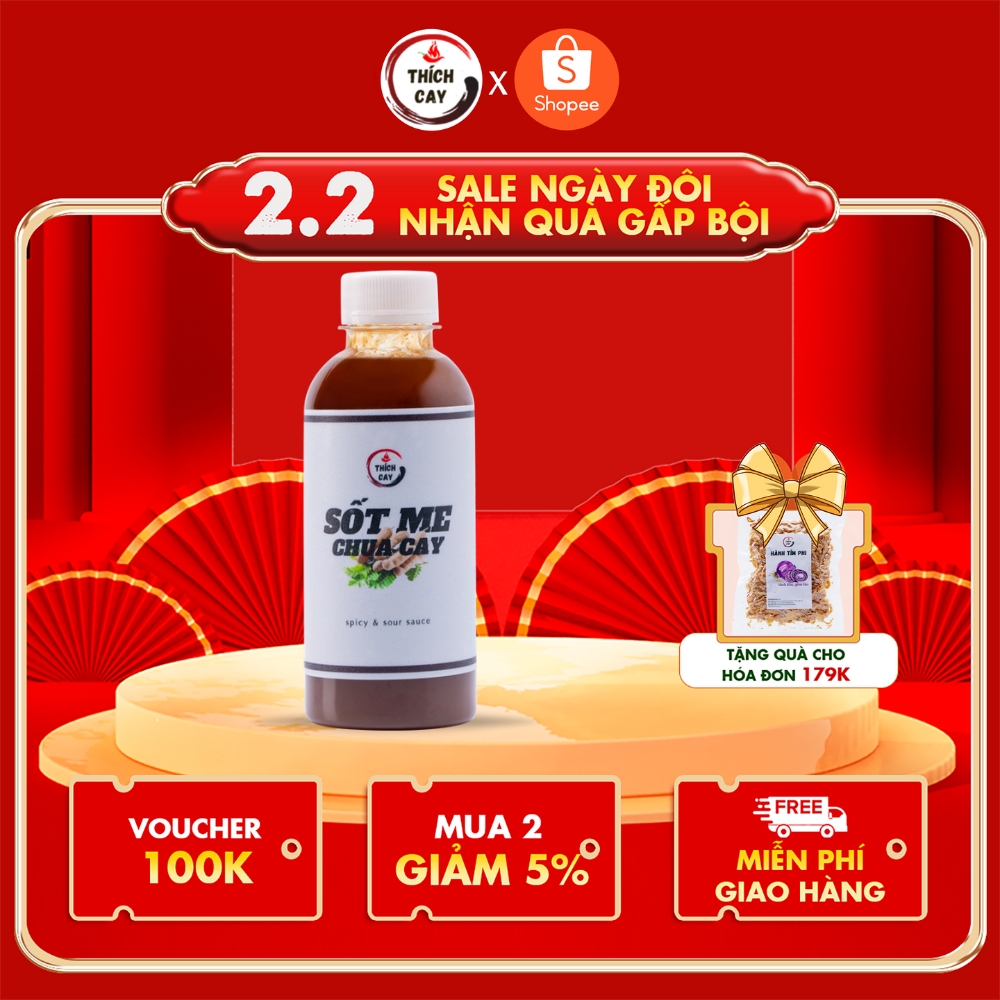 THÍCH
CAY
X
S
Shopee
2.2
SALE NGÀY ĐÔI
NHẬN QUÀ GẤP BỘI
THÍCH
CAY
SỐT ME
CHUA CAY
spicy & sour sauce
HÀNH TÍM PHI
TẶNG QUÀ CHO
HÓA ĐƠN 179K
VOUCHER
100K
MUA 2
GIẢM 5%
FREE
MIỄN PHÍ
GIAO HÀNG